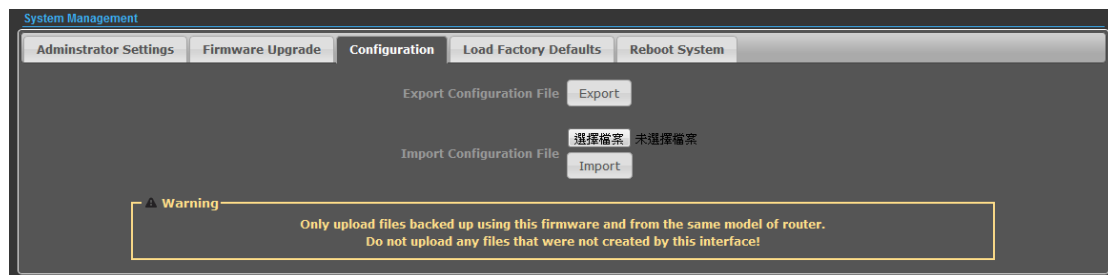 System Management
Adminstrator Settings Firmware Upgrade Configuration Load Factory Defaults Reboot System
Export Configuration File Export
選擇檔案 未選擇檔案
Import Configuration File
Import
Warning
Only upload files backed up using this firmware and from the same model of router.
Do not upload any files that were not created by this interface!